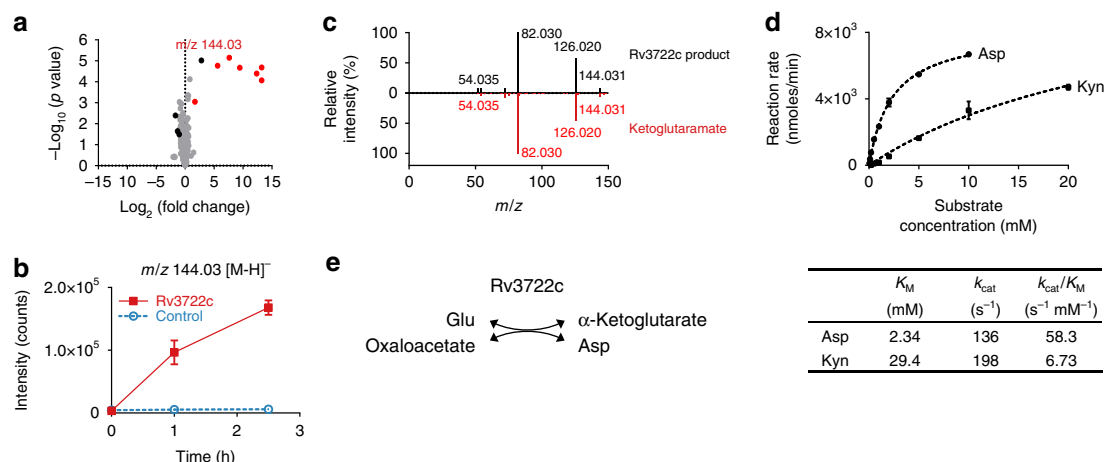 a
m/z 144.03
6
5
4
3
2
1
0
–15
–10
–5
0
5
10
15
–Log10 (p value)
Log2 (fold change)
b
m/z 144.03 [M-H]–
2.0×10^5
1.0×10^5
0
Rv3722c
Control
0
1
2
3
Intensity (counts)
Time (h)
c
100
50
0
50
100
82.030
126.020
Rv3722c product
54.035
144.031
54.035
144.031
126.020
Ketoglutaramate
82.030
0
50
100
150
Relative
intensity (%)
m/z
e
Rv3722c
Glu
α-Ketoglutarate
Oxaloacetate
Asp
d
8×10^3
4×10^3
0
Asp
Kyn
0
5
10
15
20
Reaction rate
(nmoles/min)
Substrate
concentration (mM)
KM kcat kcat/KM
(mM) (s–1) (s–1 mM–1)
Asp 2.34 136 58.3
Kyn 29.4 198 6.73